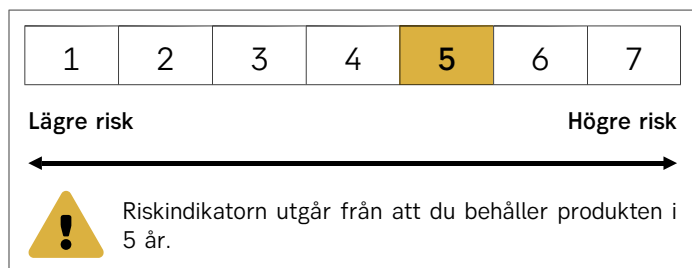 1 2 3 4 5 6 7
Lägre risk Högre risk
Riskindikatorn utgår från att du behåller produkten i
5 år.